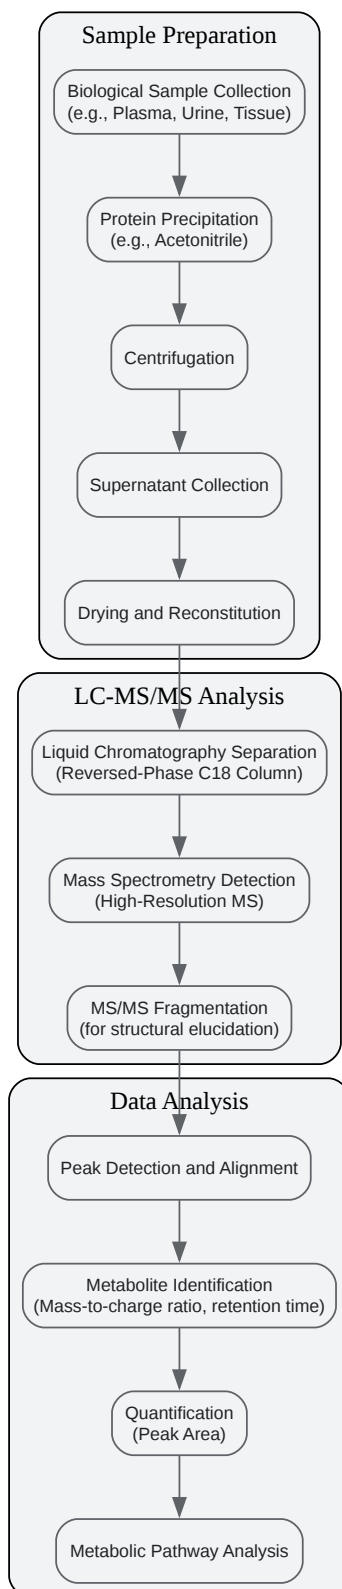 Sample Preparation
Biological Sample Collection
(e.g., Plasma, Urine, Tissue)
Protein Precipitation
(e.g., Acetonitrile)
Centrifugation
Supernatant Collection
Drying and Reconstitution
LC-MS/MS Analysis
Liquid Chromatography Separation
(Reversed-Phase C18 Column)
Mass Spectrometry Detection
(High-Resolution MS)
MS/MS Fragmentation
(for structural elucidation)
Data Analysis
Peak Detection and Alignment
Metabolite Identification
(Mass-to-charge ratio, retention time)
Quantification
(Peak Area)
Metabolic Pathway Analysis